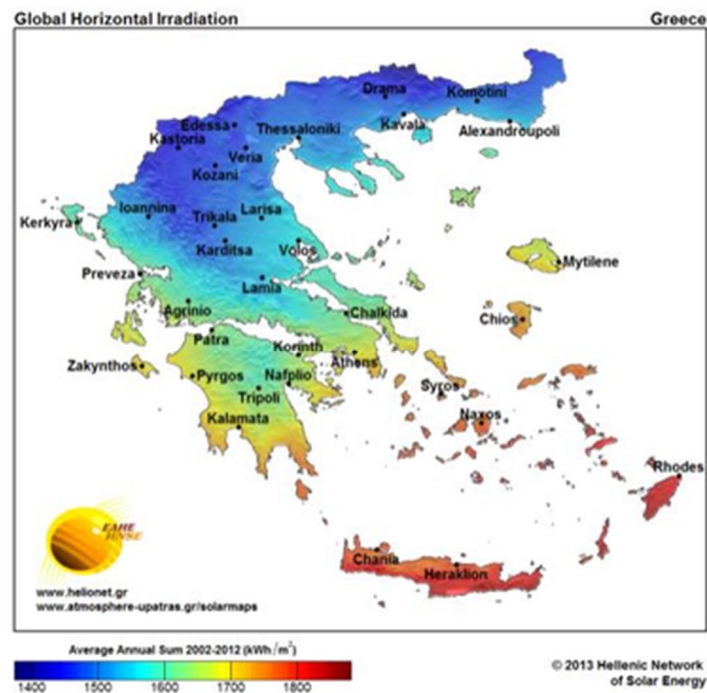 Global Horizontal Irradiation Greece
Drama
Komotini
Edessa
Thessaloniki
Kavala
Alexandroupoli
Kastoria
Veria
Kozani
Ioannina
Larisa
Trikala
Kerkyra
Karditsa
Volos
Mytilene
Preveza
Lamia
Agrinio
Chalkida
Chios
Patra
Korinth
Athens
Zakynthos
Pyrgos
Nafplio
Syros
Tripoli
Naxos
Kalamata
Rhodes
EAHE
HNSE
Chania
Heraklion
www.helionet.gr
www.atmosphere-upatras.gr/solarmaps
Average Annual Sum 2002-2012 (kWh/m²)
1400 1500 1600 1700 1800
© 2013 Hellenic Network
of Solar Energy